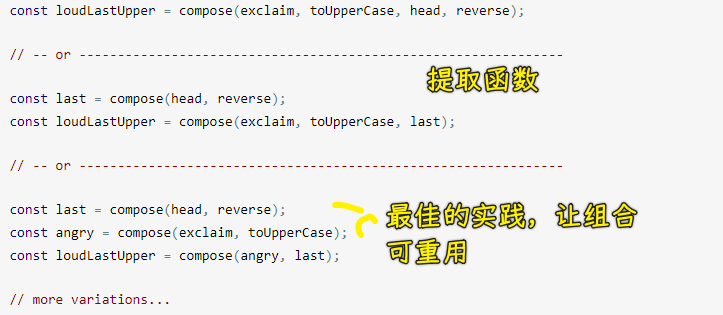 const loudLastUpper = compose(exclaim, toUpperCase, head, reverse);
// -- or ---------------------------------------------------------------
提取函数
const last = compose(head, reverse);
const loudLastUpper = compose(exclaim, toUpperCase, last);
// -- or ---------------------------------------------------------------
const last = compose(head, reverse);
const angry = compose(exclaim, toUpperCase);
const loudLastUpper = compose(angry, last);
最佳的实践，让组合
可重用
// more variations...